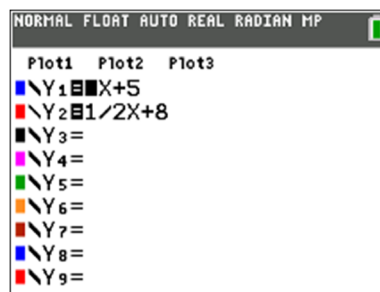 NORMAL FLOAT AUTO REAL RADIAN MP
Plot1 Plot2 Plot3
\Y1=X+5
\Y2=1/2X+8
\Y3=
\Y4=
\Y5=
\Y6=
\Y7=
\Y8=
\Y9=